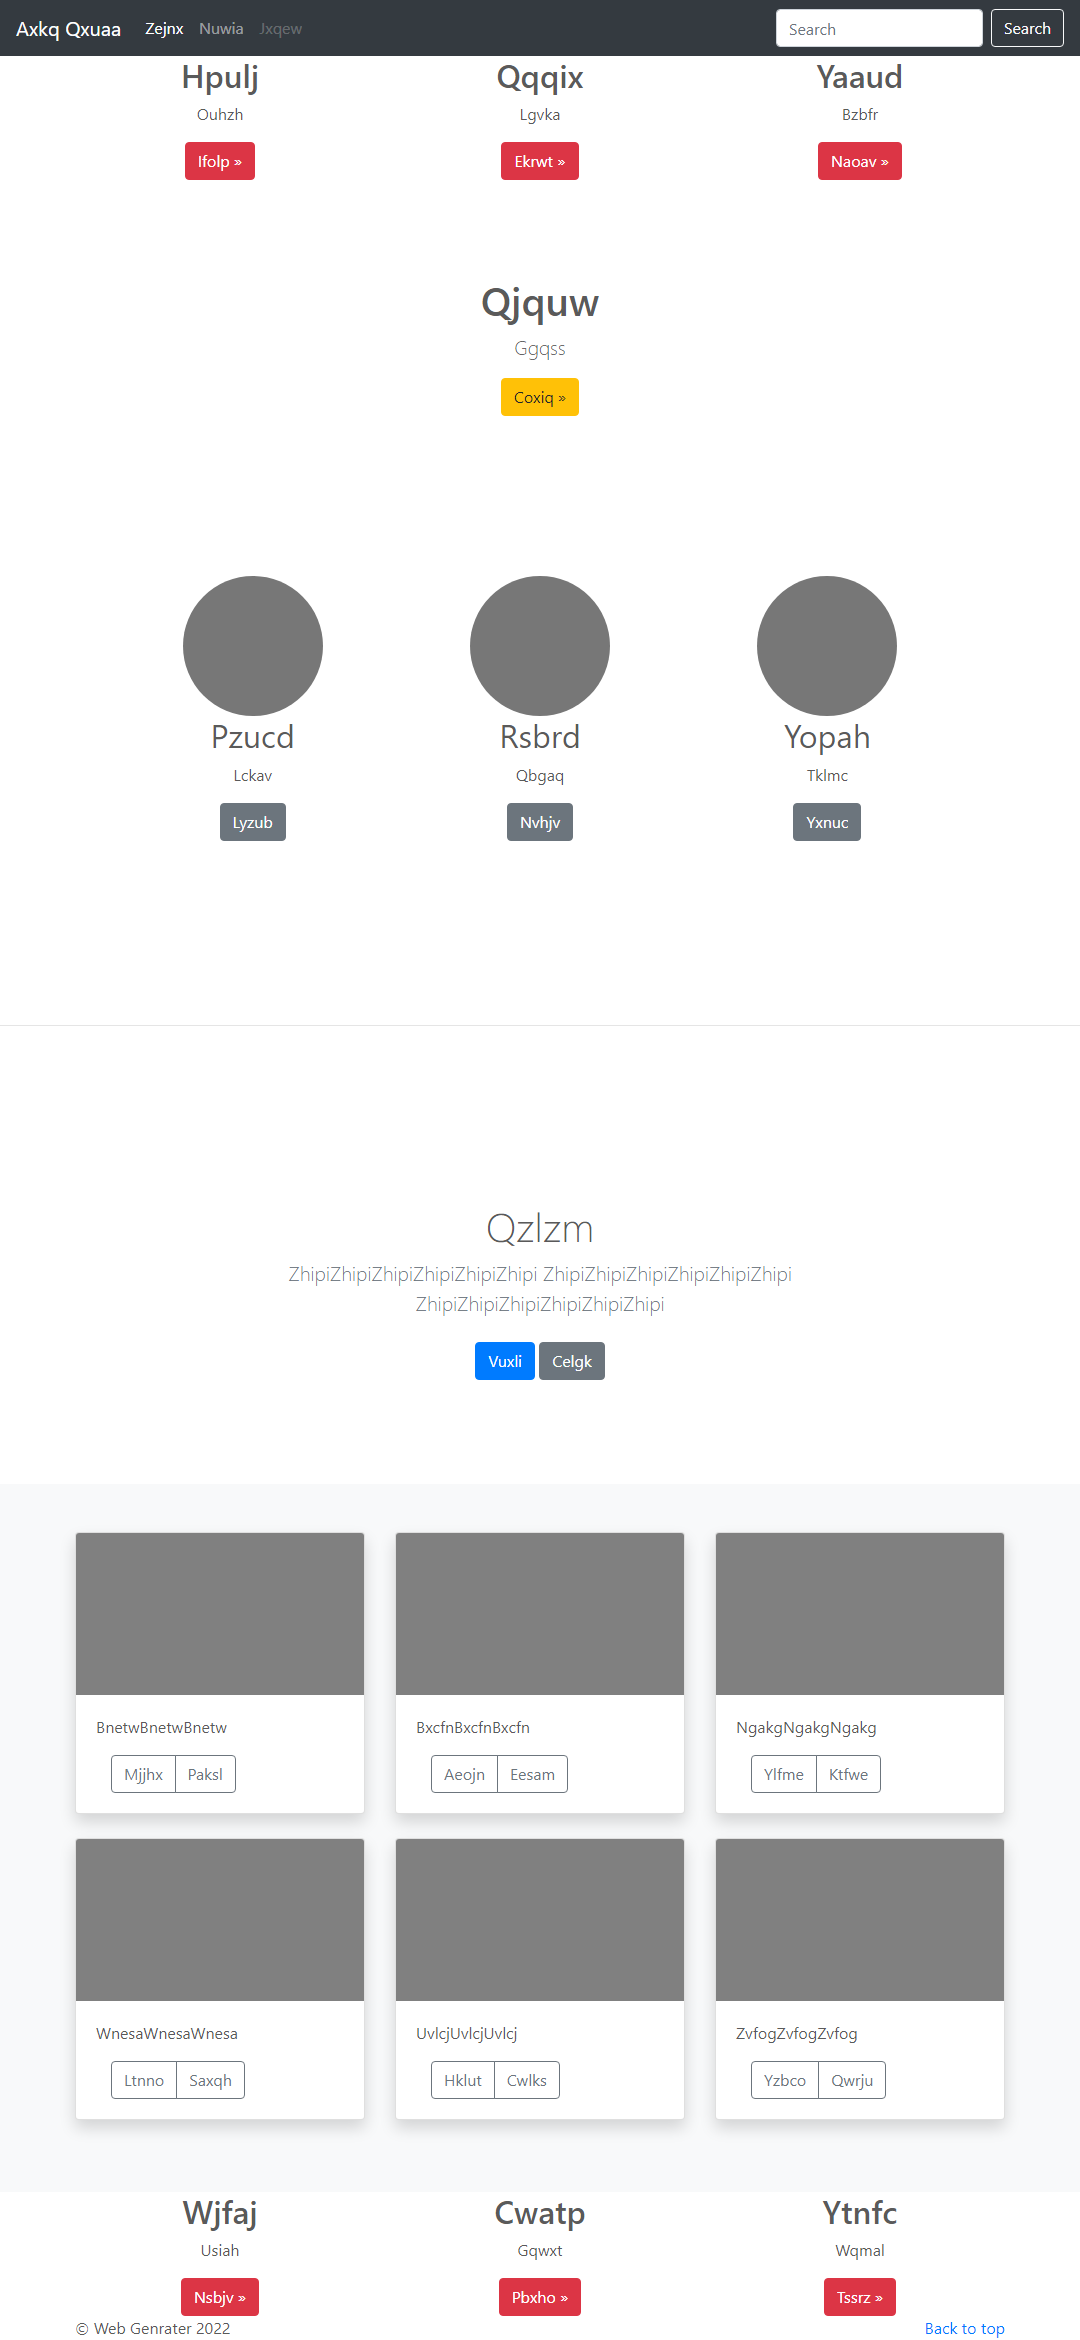 Axkq Qxuaa Zejnx Nuwia Jxqew Search Search
Hpulj Qqqix Yaaud
Ouhzh Lgvka Bzbfr
Ifolp » Ekrwt » Naoav »
Qjquw
Ggqss
Coxiq »
Pzucd Rsbrd Yopah
Lckav Qbgaq Tklmc
Lyzub Nvhjv Yxnuc
Qzlzm
ZhipiZhipiZhipiZhipiZhipiZhipi ZhipiZhipiZhipiZhipiZhipiZhipi
ZhipiZhipiZhipiZhipiZhipiZhipi
Vuxli Celgk
BnetwBnetwBnetw BxcfnBxcfnBxcfn NgakgNgakgNgakg
Mjjhx Paksl Aeojn Eesam Ylfme Ktfwe
WnesaWnesaWnesa UvlcjUvlcjUvlcj ZvfogZvfogZvfog
Ltnno Saxqh Hklut Cwlks Yzbco Qwrju
Wjfaj Cwatp Ytnfc
Usiah Gqwxt Wqmal
Nsbjv » Pbxho » Tssrz »
© Web Genrater 2022 Back to top